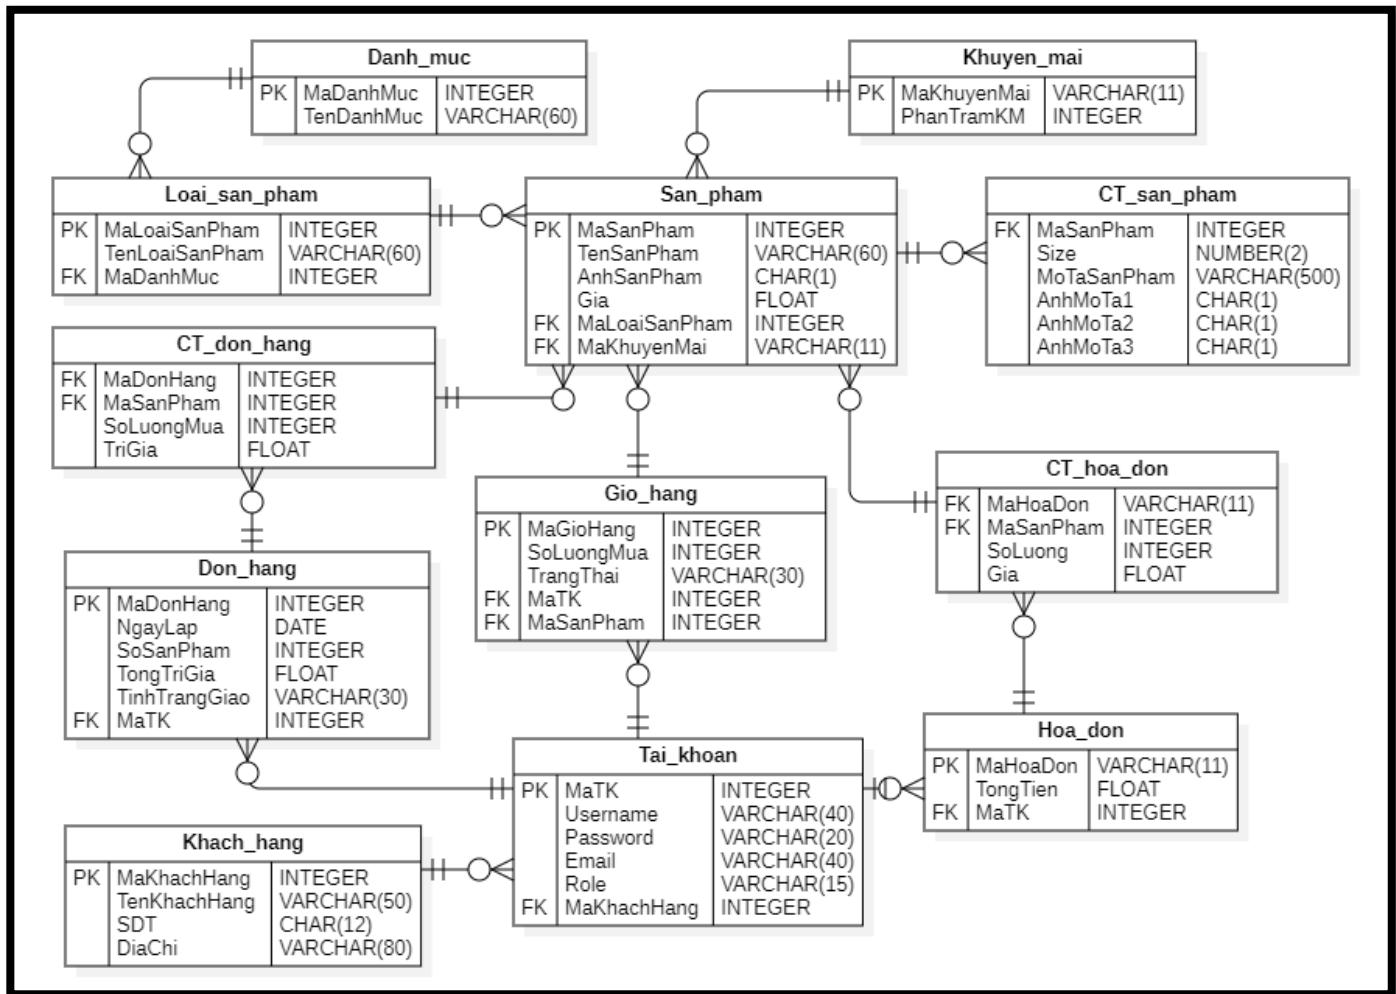 Danh_muc
PK MaDanhMuc INTEGER
TenDanhMuc VARCHAR(60)
Khuyen_mai
PK MaKhuyenMai VARCHAR(11)
PhanTramKM INTEGER
Loai_san_pham
PK MaLoaiSanPham INTEGER
TenLoaiSanPham VARCHAR(60)
FK MaDanhMuc INTEGER
San_pham
PK MaSanPham INTEGER
TenSanPham VARCHAR(60)
AnhSanPham CHAR(1)
Gia FLOAT
FK MaLoaiSanPham INTEGER
FK MaKhuyenMai VARCHAR(11)
CT_san_pham
FK MaSanPham INTEGER
Size NUMBER(2)
MoTaSanPham VARCHAR(500)
AnhMoTa1 CHAR(1)
AnhMoTa2 CHAR(1)
AnhMoTa3 CHAR(1)
CT_don_hang
FK MaDonHang INTEGER
FK MaSanPham INTEGER
SoLuongMua INTEGER
TriGia FLOAT
Gio_hang
PK MaGioHang INTEGER
SoLuongMua INTEGER
TrangThai VARCHAR(30)
FK MaTK INTEGER
FK MaSanPham INTEGER
CT_hoa_don
FK MaHoaDon VARCHAR(11)
FK MaSanPham INTEGER
SoLuong INTEGER
Gia FLOAT
Don_hang
PK MaDonHang INTEGER
NgayLap DATE
SoSanPham INTEGER
TongTriGia FLOAT
TinhTrangGiao VARCHAR(30)
FK MaTK INTEGER
Tai_khoan
PK MaTK INTEGER
Username VARCHAR(40)
Password VARCHAR(20)
Email VARCHAR(40)
Role VARCHAR(15)
FK MaKhachHang INTEGER
Hoa_don
PK MaHoaDon VARCHAR(11)
TongTien FLOAT
FK MaTK INTEGER
Khach_hang
PK MaKhachHang INTEGER
TenKhachHang VARCHAR(50)
SDT CHAR(12)
DiaChi VARCHAR(80)